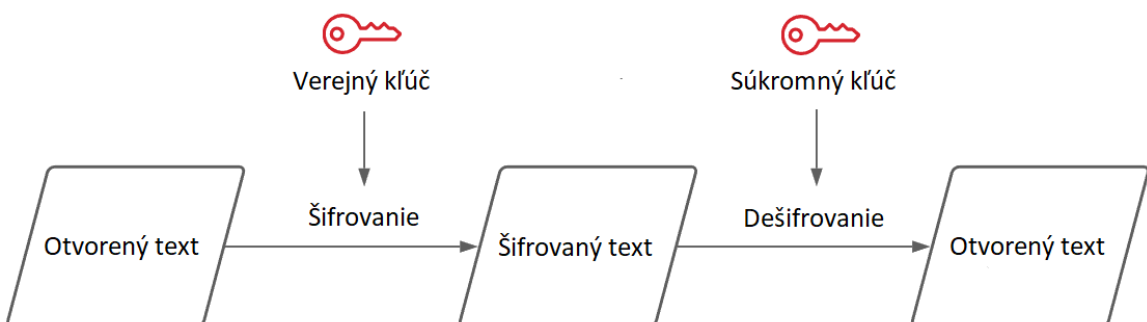 Verejný kľúč
Súkromný kľúč
Šifrovanie
Dešifrovanie
Otvorený text
Šifrovaný text
Otvorený text